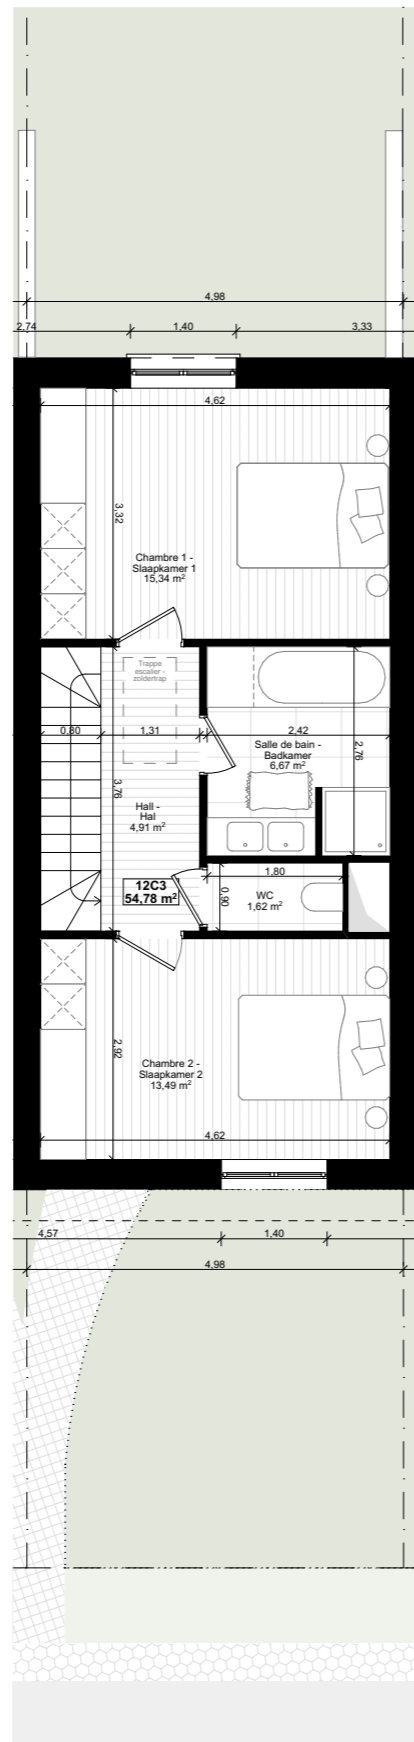 4,98
2,74
1,40
3,33
4,62
3,32
Chambre 1 -
Slaapkamer 1
15,34 m²
Trappe
escalier -
zoldertrap
0,80
1,31
2,42
Salle de bain -
Badkamer
6,67 m²
2,76
3,76
Hall -
Hal
4,91 m²
12C3
54,78 m²
1,80
0,90
WC
1,62 m²
2,92
Chambre 2 -
Slaapkamer 2
13,49 m²
4,62
4,57
1,40
4,98